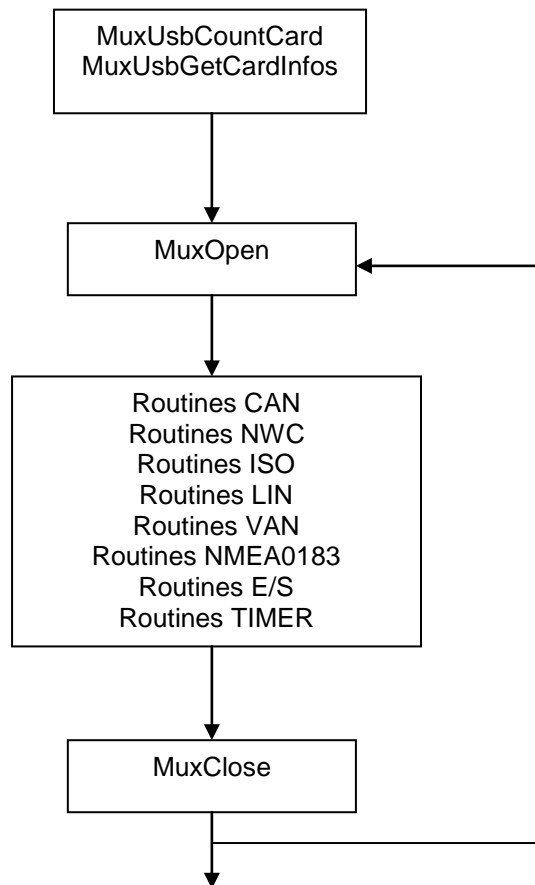 MuxUsbCountCard
MuxUsbGetCardInfos
MuxOpen
Routines CAN
Routines NWC
Routines ISO
Routines LIN
Routines VAN
Routines NMEA0183
Routines E/S
Routines TIMER
MuxClose